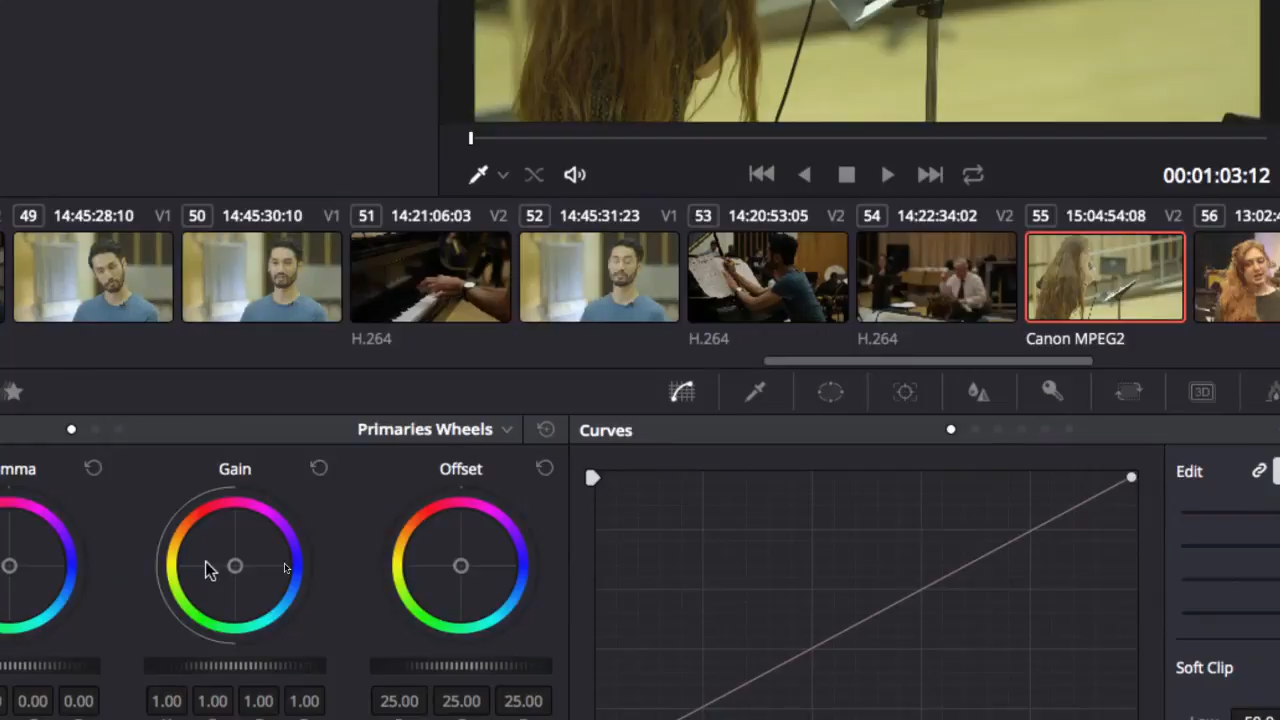 00:01:03:12
49 14:45:28:10 V1 50 14:45:30:10 V1 51 14:21:06:03 V2 52 14:45:31:23 V1 53 14:20:53:05 V2 54 14:22:34:02 V2 55 15:04:54:08 V2 56 13:02:4
H.264 H.264 H.264 Canon MPEG2
3D
Primaries Wheels Curves
mma Gain Offset Edit
Soft Clip
0.00 0.00 1.00 1.00 1.00 1.00 25.00 25.00 25.00